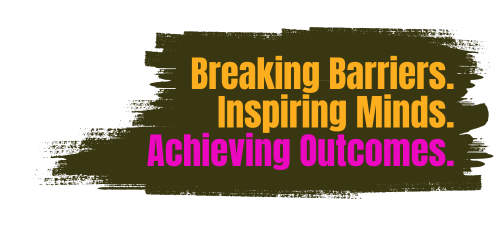 Breaking Barriers.
Inspiring Minds.
Achieving Outcomes.